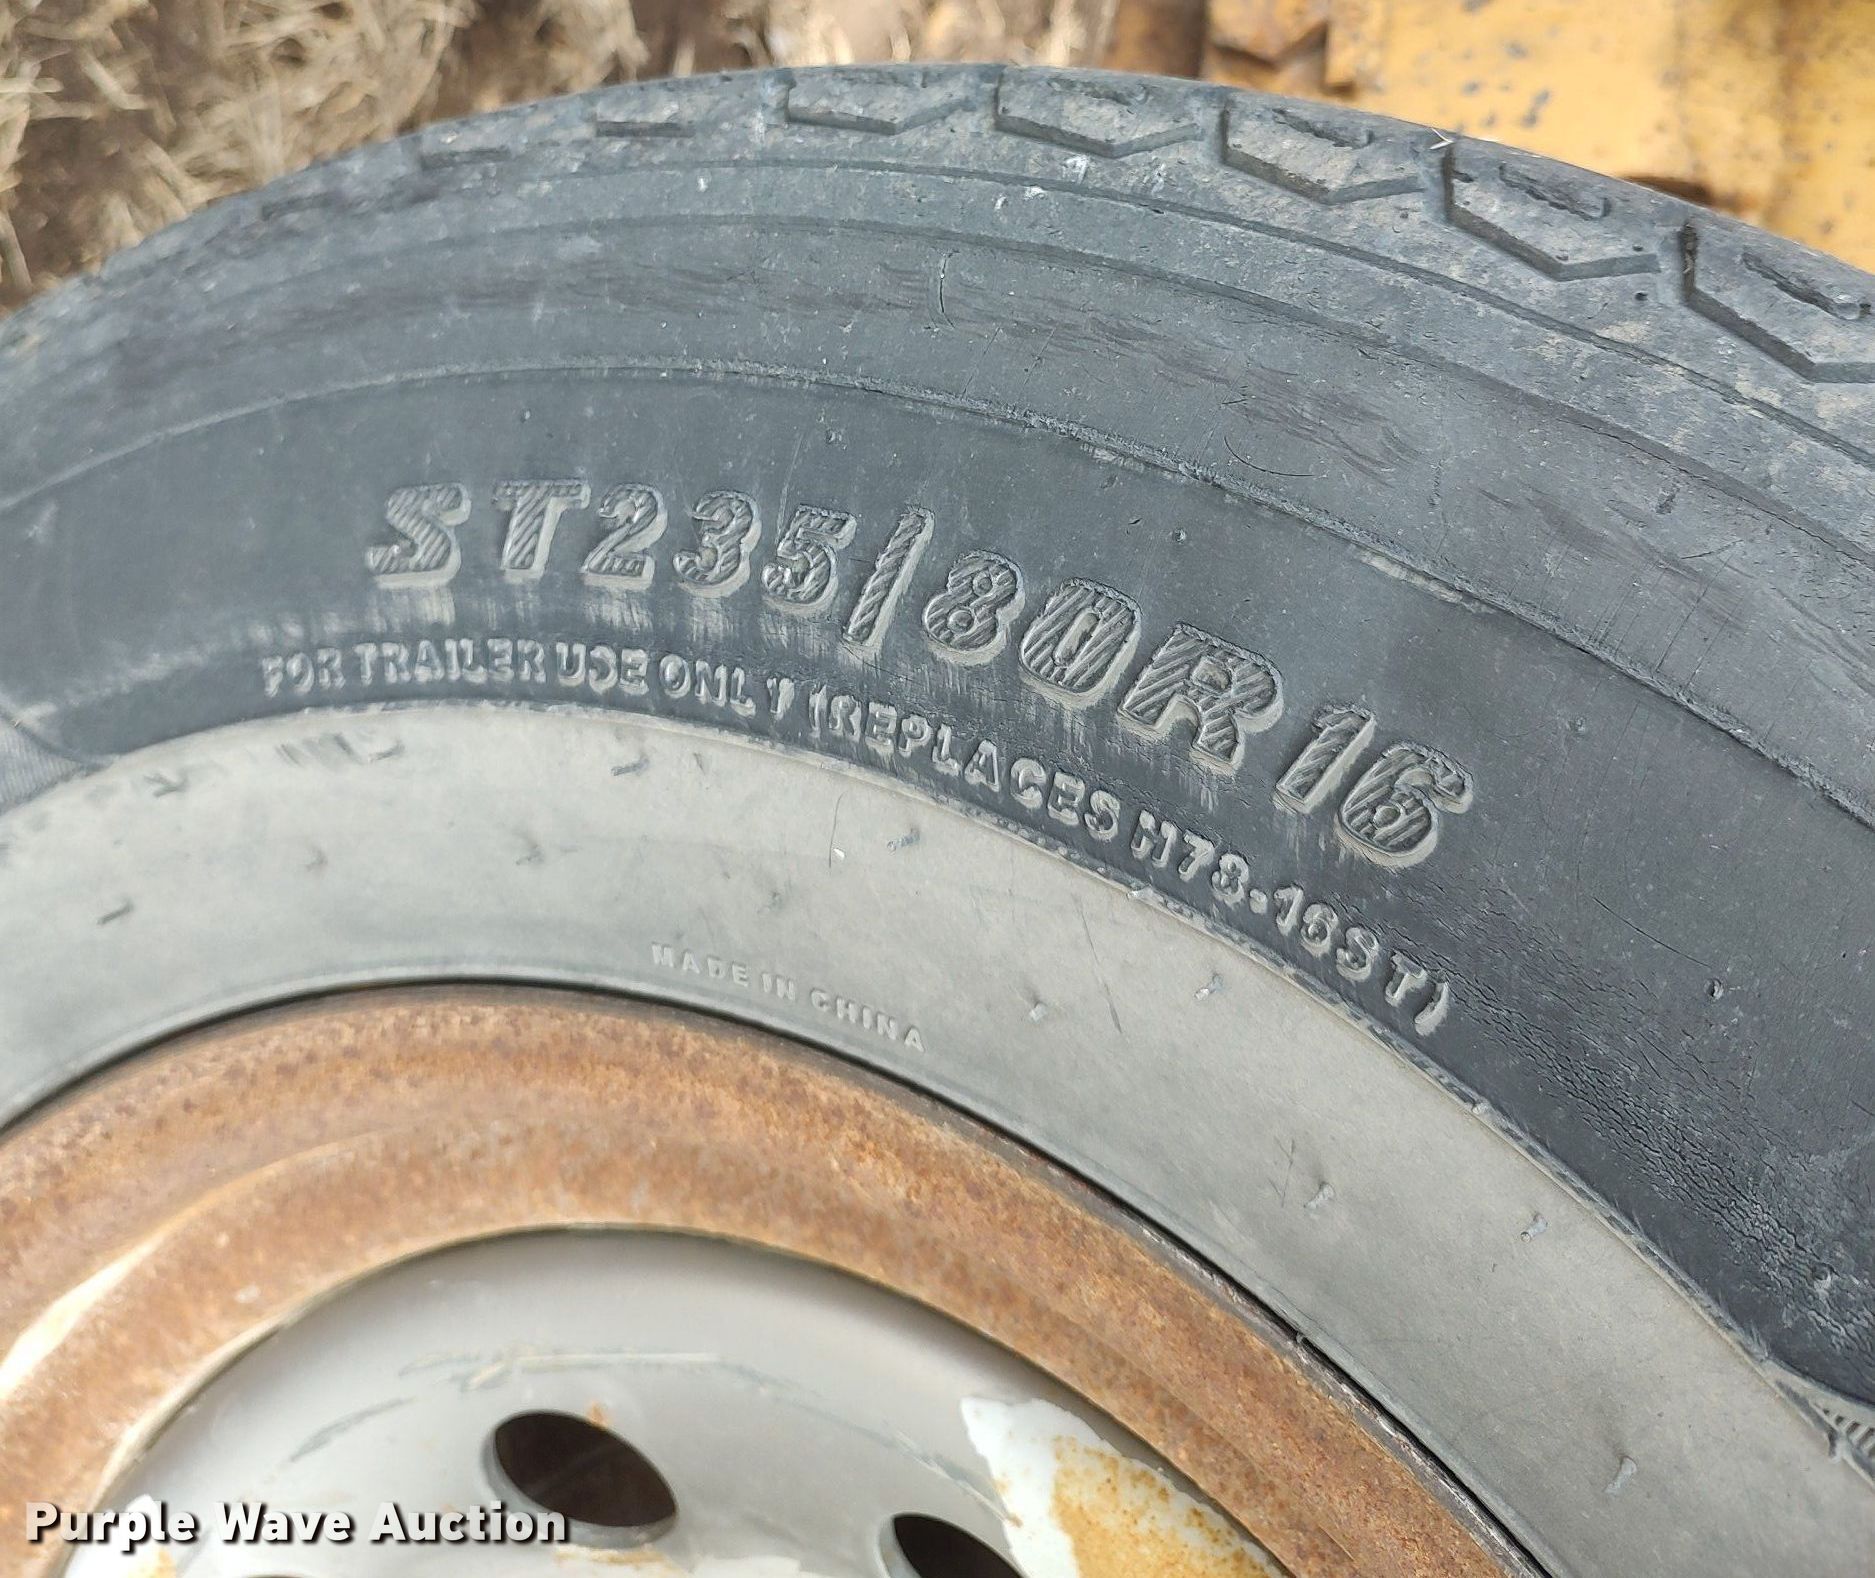 ST235/80R16
FOR TRAILER USE ONLY (REPLACES H78-16ST)
MADE IN CHINA
Purple Wave Auction